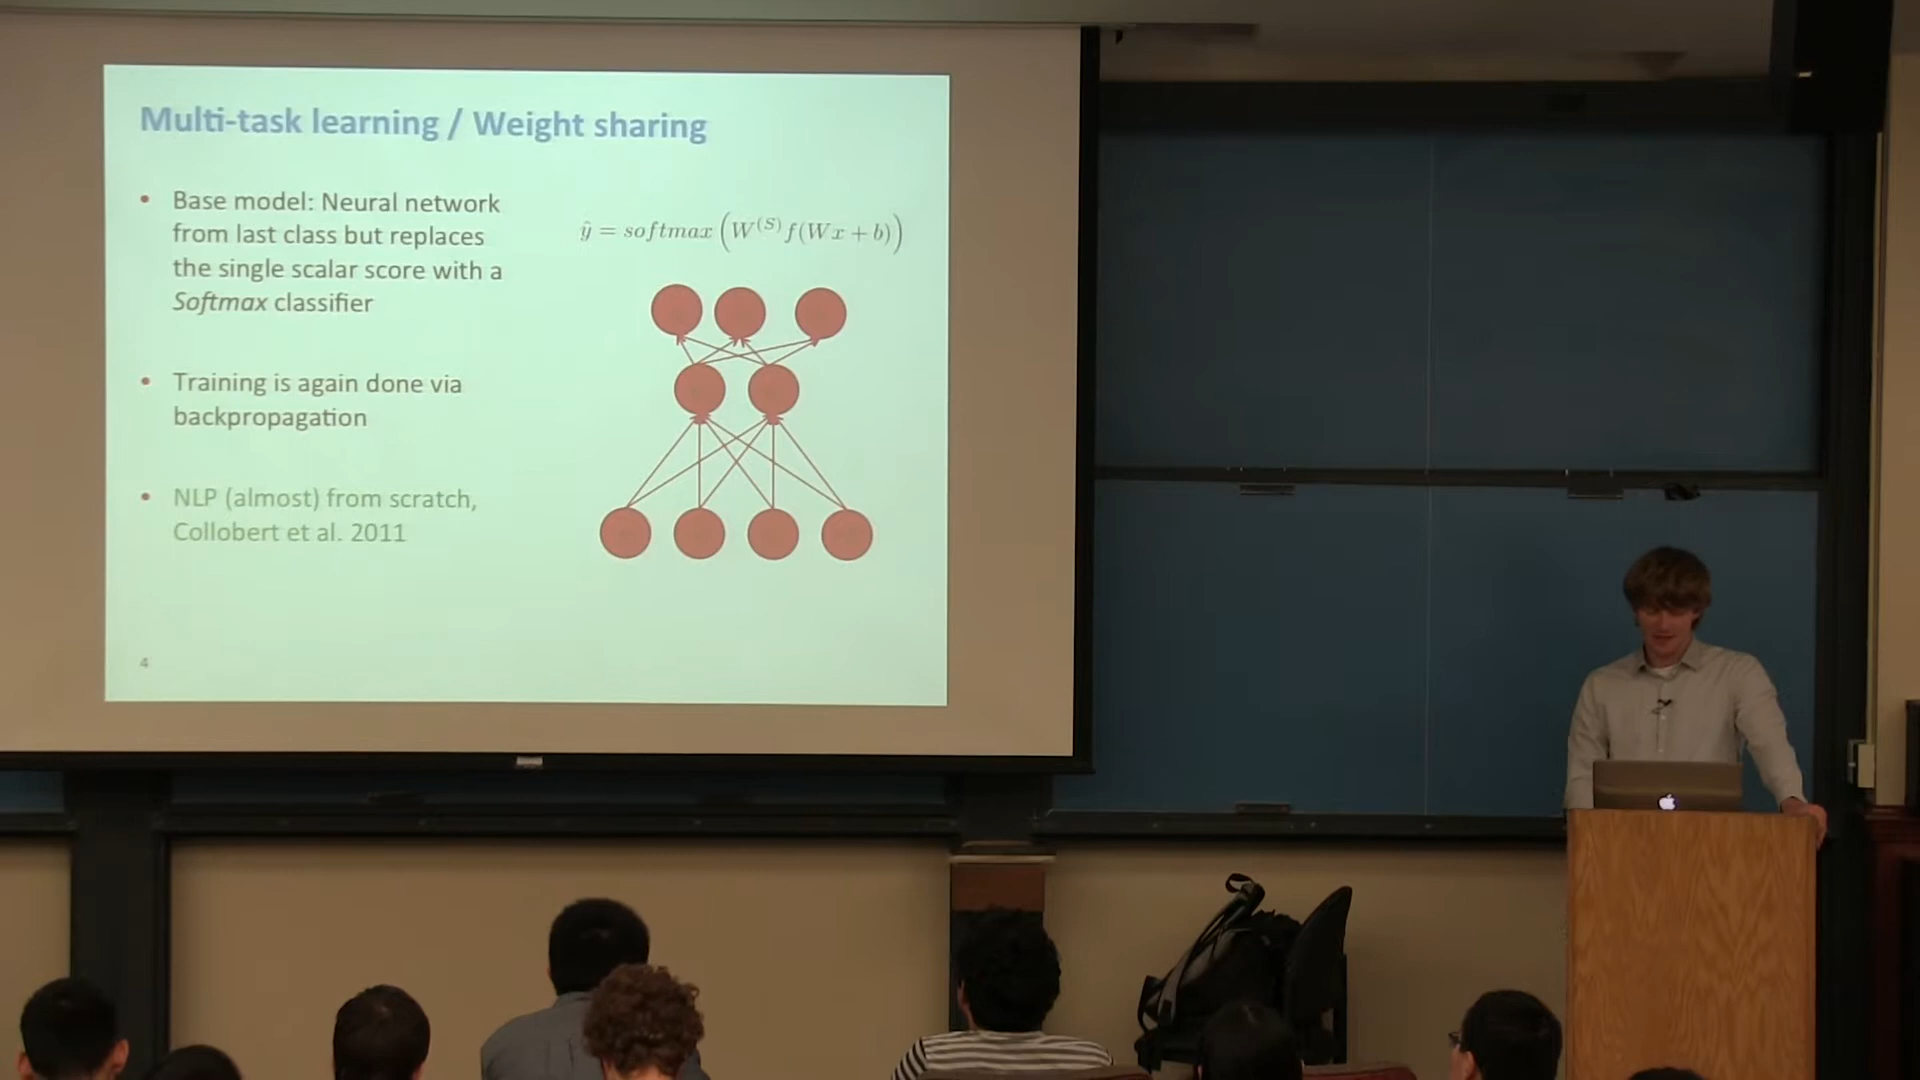 Multi-task learning / Weight sharing
• Base model: Neural network
from last class but replaces
the single scalar score with a
Softmax classifier
ŷ = softmax (W^(S) f(Wx + b))
• Training is again done via
backpropagation
• NLP (almost) from scratch,
Collobert et al. 2011
4